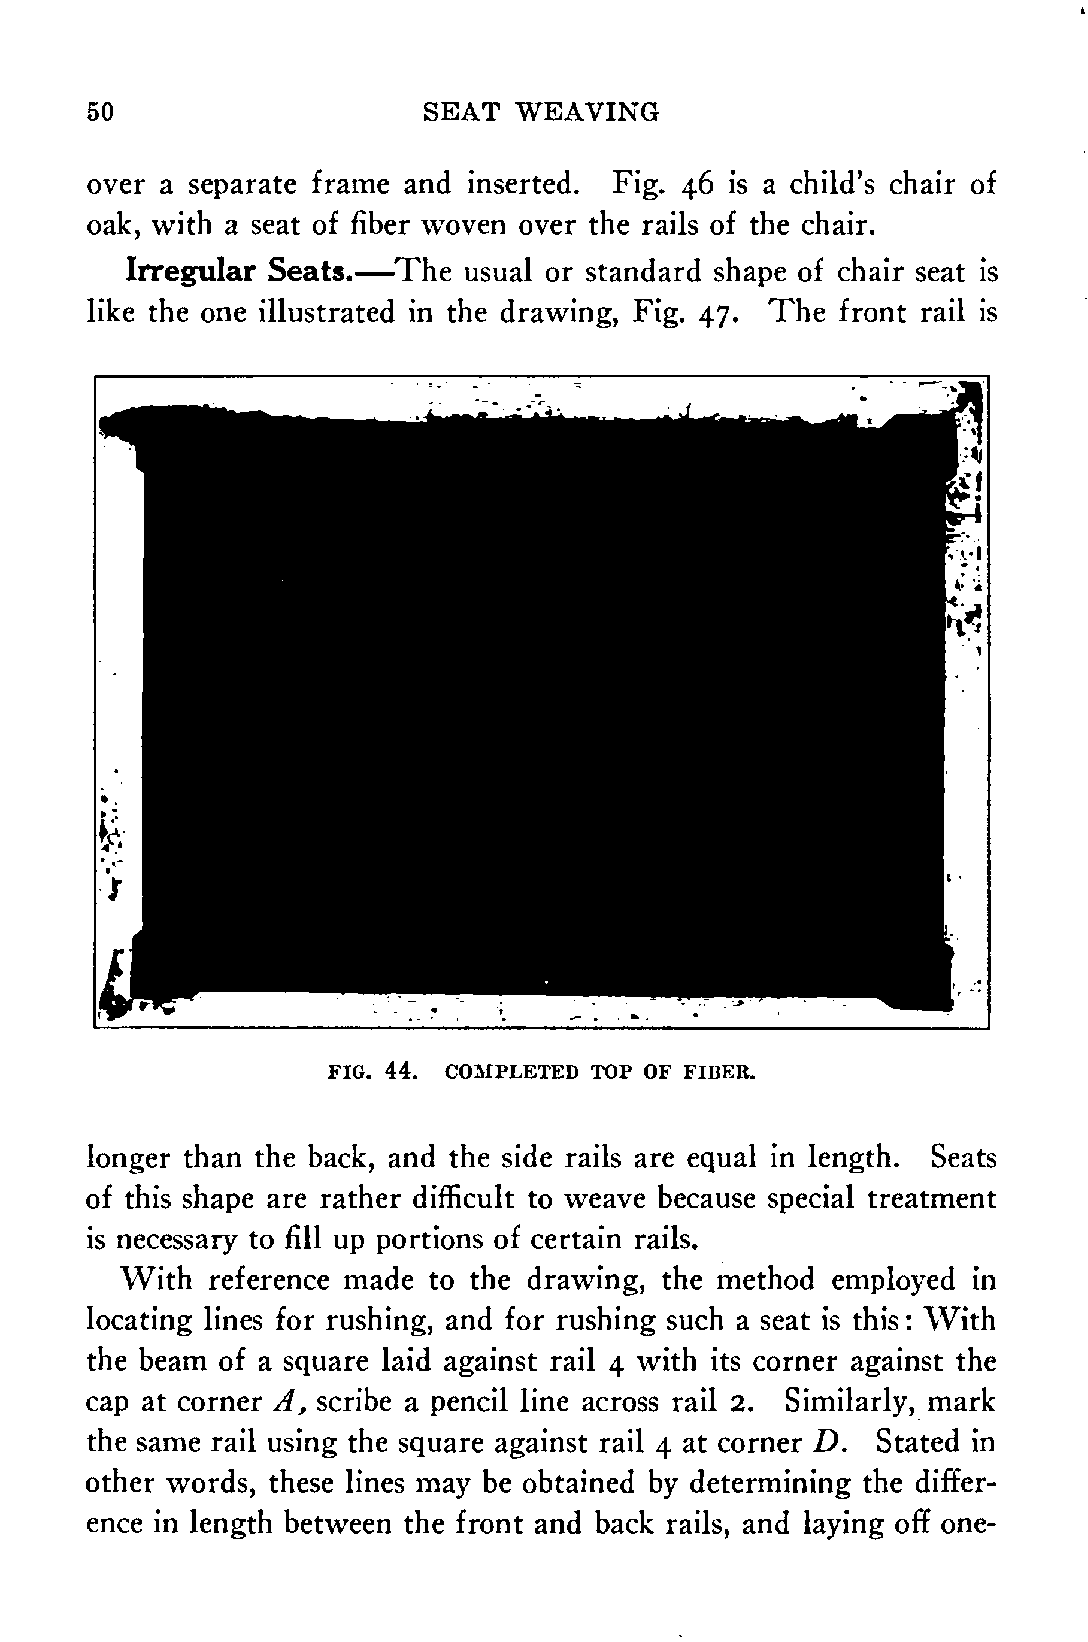 50 SEAT WEAVING
over a separate frame and inserted. Fig. 46 is a child's chair of
oak, with a seat of fiber woven over the rails of the chair.
Irregular Seats.—The usual or standard shape of chair seat is
like the one illustrated in the drawing, Fig. 47. The front rail is
FIG. 44. COMPLETED TOP OF FIBER.
longer than the back, and the side rails are equal in length. Seats
of this shape are rather difficult to weave because special treatment
is necessary to fill up portions of certain rails.
With reference made to the drawing, the method employed in
locating lines for rushing, and for rushing such a seat is this: With
the beam of a square laid against rail 4 with its corner against the
cap at corner A, scribe a pencil line across rail 2. Similarly, mark
the same rail using the square against rail 4 at corner D. Stated in
other words, these lines may be obtained by determining the differ-
ence in length between the front and back rails, and laying off one-